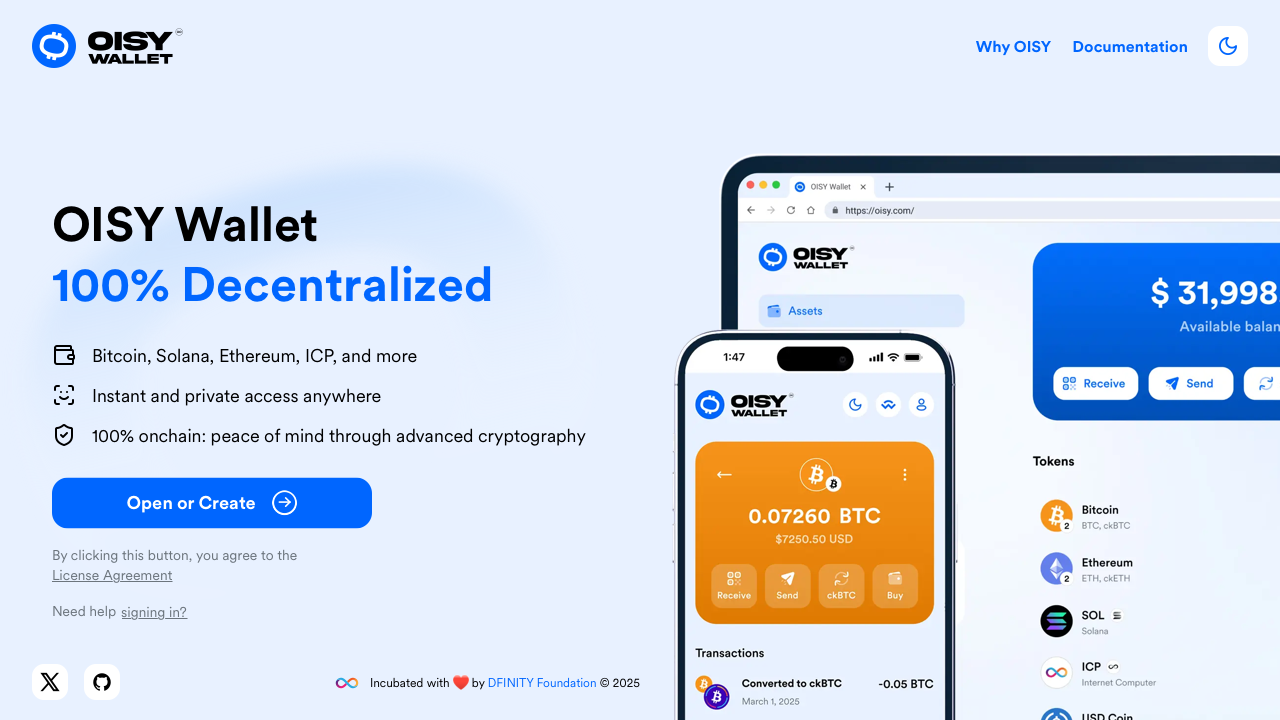 OISY
WALLET
Why OISY
Documentation
OISY Wallet
100% Decentralized
Bitcoin, Solana, Ethereum, ICP, and more
Instant and private access anywhere
100% onchain: peace of mind through advanced cryptography
Open or Create
By clicking this button, you agree to the
License Agreement
Need help signing in?
Incubated with ❤️ by DFINITY Foundation © 2025
OISY Wallet
https://oisy.com/
OISY
WALLET
Assets
$ 31,998
Available balan
Receive
Send
Tokens
Bitcoin
BTC, ckBTC
2
Ethereum
ETH, ckETH
2
SOL
Solana
ICP
Internet Computer
USD Coin
1:47
OISY
WALLET
0.07260 BTC
$7250.50 USD
Receive
Send
ckBTC
Buy
Transactions
Converted to ckBTC
-0.05 BTC
March 1, 2025